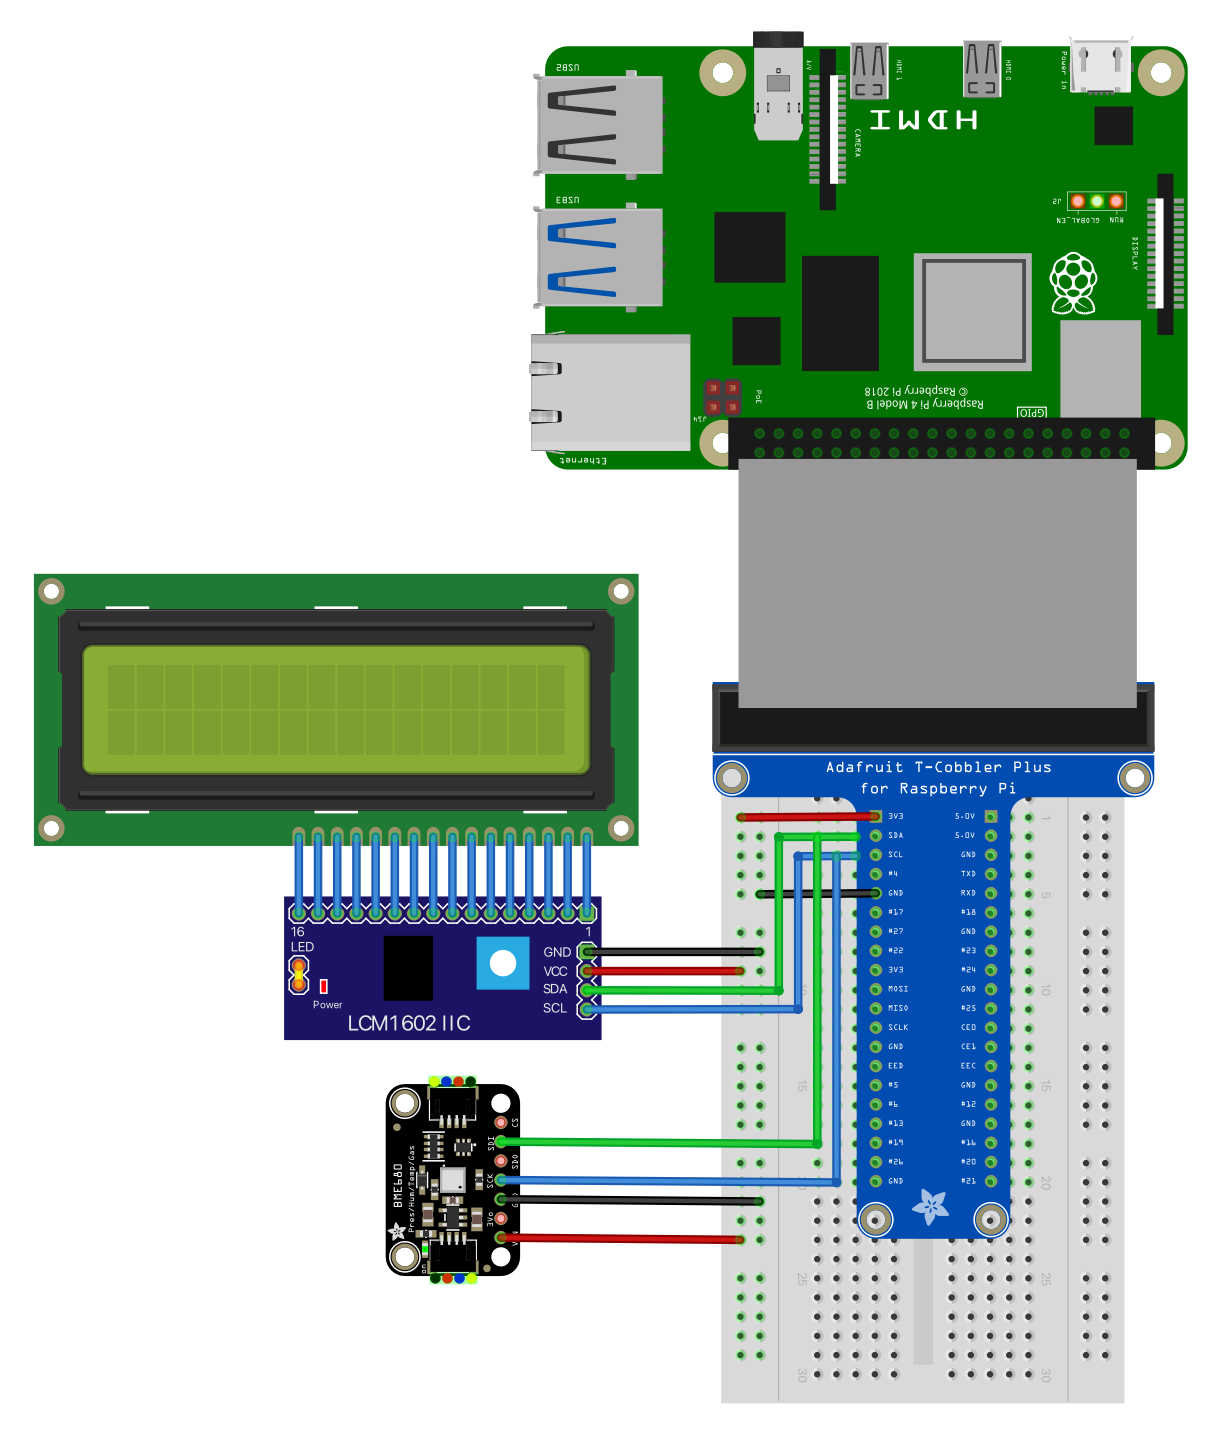 USB2
A/V
HDMI 1
HDMI 0
Power in
HDMI
CAMERA
USB3
J2
GLOBAL_EN
RUN
DISPLAY
PoE
J14
© Raspberry Pi 2018
Raspberry Pi 4 Model B
GPIO
Ethernet
Adafruit T-Cobbler Plus
for Raspberry Pi
3V3 5.0V
SDA 5.0V
SCL GND
#4 TXD
GND RXD
#17 #18
#27 GND
#22 #23
3V3 #24
MOSI GND
MISO #25
SCLK CE0
GND CE1
EED EEC
#5 GND
#6 #12
#13 GND
#19 #16
#26 #20
GND #21
1
5
10
10
15
15
20
25
25
30
30
16
1
LED
GND
VCC
SDA
SCL
Power
LCM1602 IIC
CS
SDI
SDO
SCK
3Vo
BME680
Pres/Hum/Temp/Gas
on